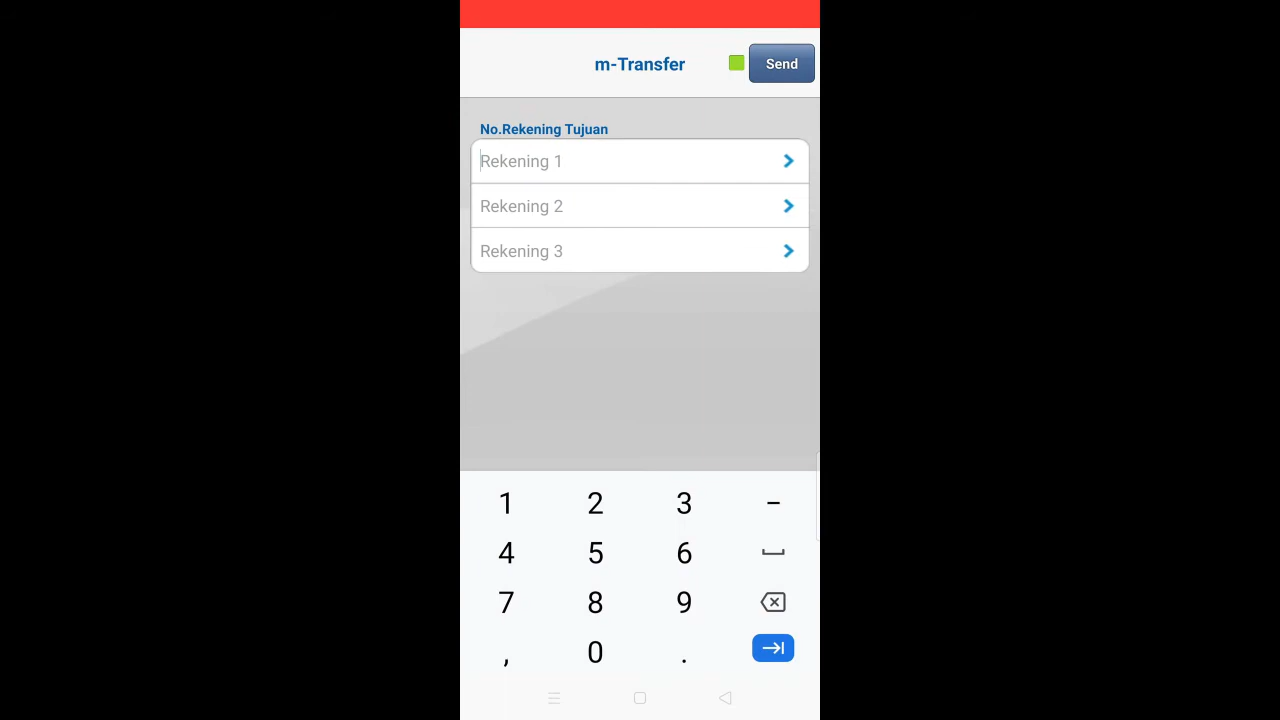 m-Transfer
Send
No.Rekening Tujuan
Rekening 1
Rekening 2
Rekening 3
1 2 3 -
4 5 6
7 8 9
, 0 .